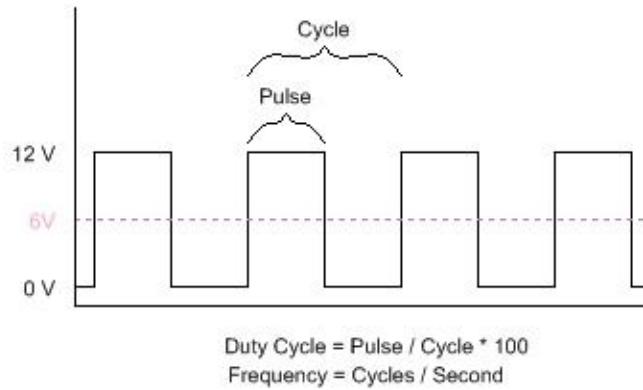 Cycle
Pulse
12 V
6V
0 V
Duty Cycle = Pulse / Cycle * 100
Frequency = Cycles / Second